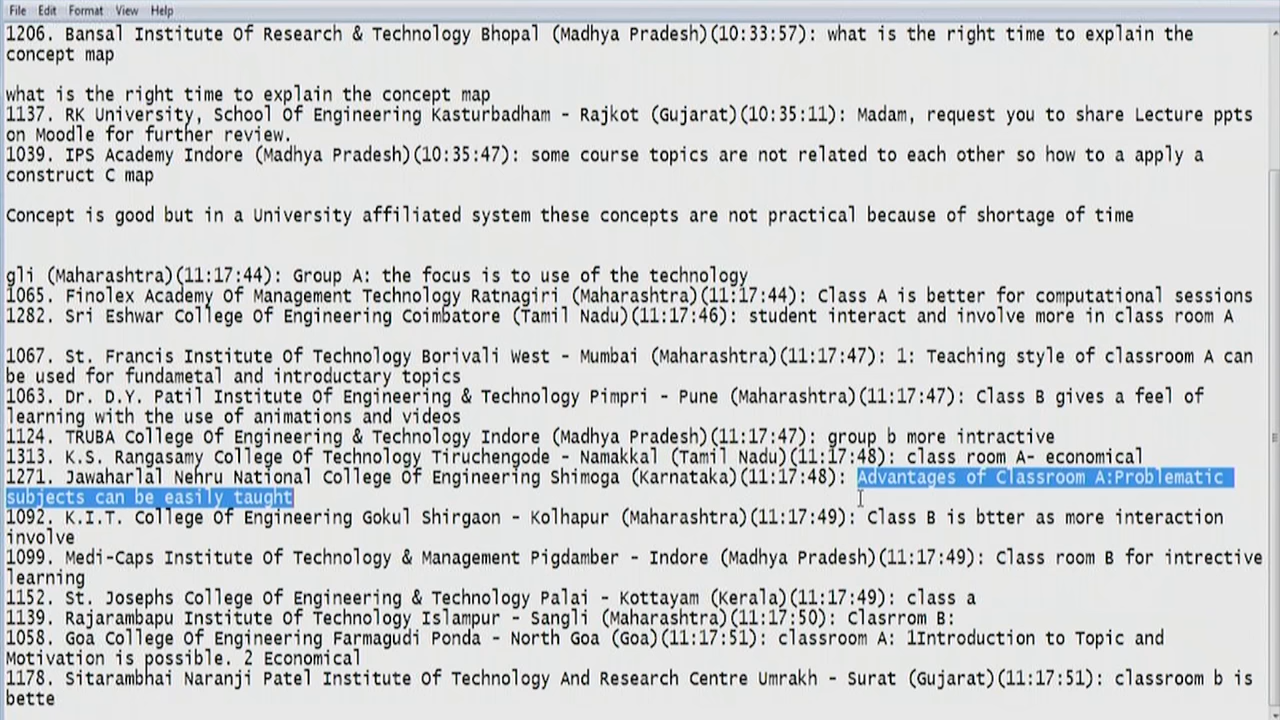 File Edit Format View Help
1206. Bansal Institute Of Research & Technology Bhopal (Madhya Pradesh)(10:33:57): what is the right time to explain the
concept map
what is the right time to explain the concept map
1137. RK University, School Of Engineering Kasturbadham - Rajkot (Gujarat)(10:35:11): Madam, request you to share Lecture ppts
on Moodle for further review.
1039. IPS Academy Indore (Madhya Pradesh)(10:35:47): some course topics are not related to each other so how to a apply a
construct C map
Concept is good but in a University affiliated system these concepts are not practical because of shortage of time
gli (Maharashtra)(11:17:44): Group A: the focus is to use of the technology
1065. Finolex Academy Of Management Technology Ratnagiri (Maharashtra)(11:17:44): Class A is better for computational sessions
1282. Sri Eshwar College Of Engineering Coimbatore (Tamil Nadu)(11:17:46): student interact and involve more in class room A
1067. St. Francis Institute Of Technology Borivali West - Mumbai (Maharashtra)(11:17:47): 1: Teaching style of classroom A can
be used for fundametal and introductary topics
1063. Dr. D.Y. Patil Institute Of Engineering & Technology Pimpri - Pune (Maharashtra)(11:17:47): Class B gives a feel of
learning with the use of animations and videos
1124. TRUBA College Of Engineering & Technology Indore (Madhya Pradesh)(11:17:47): group b more intractive
1313. K.S. Rangasamy College Of Technology Tiruchengode - Namakkal (Tamil Nadu)(11:17:48): class room A- economical
1271. Jawaharlal Nehru National College Of Engineering Shimoga (Karnataka)(11:17:48): Advantages of Classroom A:Problematic
subjects can be easily taught
1092. K.I.T. College Of Engineering Gokul Shirgaon - Kolhapur (Maharashtra)(11:17:49): Class B is btter as more interaction
involve
1099. Medi-Caps Institute Of Technology & Management Pigdamber - Indore (Madhya Pradesh)(11:17:49): Class room B for intrective
learning
1152. St. Josephs College Of Engineering & Technology Palai - Kottayam (Kerala)(11:17:49): class a
1139. Rajarambapu Institute Of Technology Islampur - Sangli (Maharashtra)(11:17:50): Clasrrom B:
1058. Goa College Of Engineering Farmagudi Ponda - North Goa (Goa)(11:17:51): classroom A: 1Introduction to Topic and
Motivation is possible. 2 Economical
1178. Sitarambhai Naranji Patel Institute Of Technology And Research Centre Umrakh - Surat (Gujarat)(11:17:51): classroom b is
bette